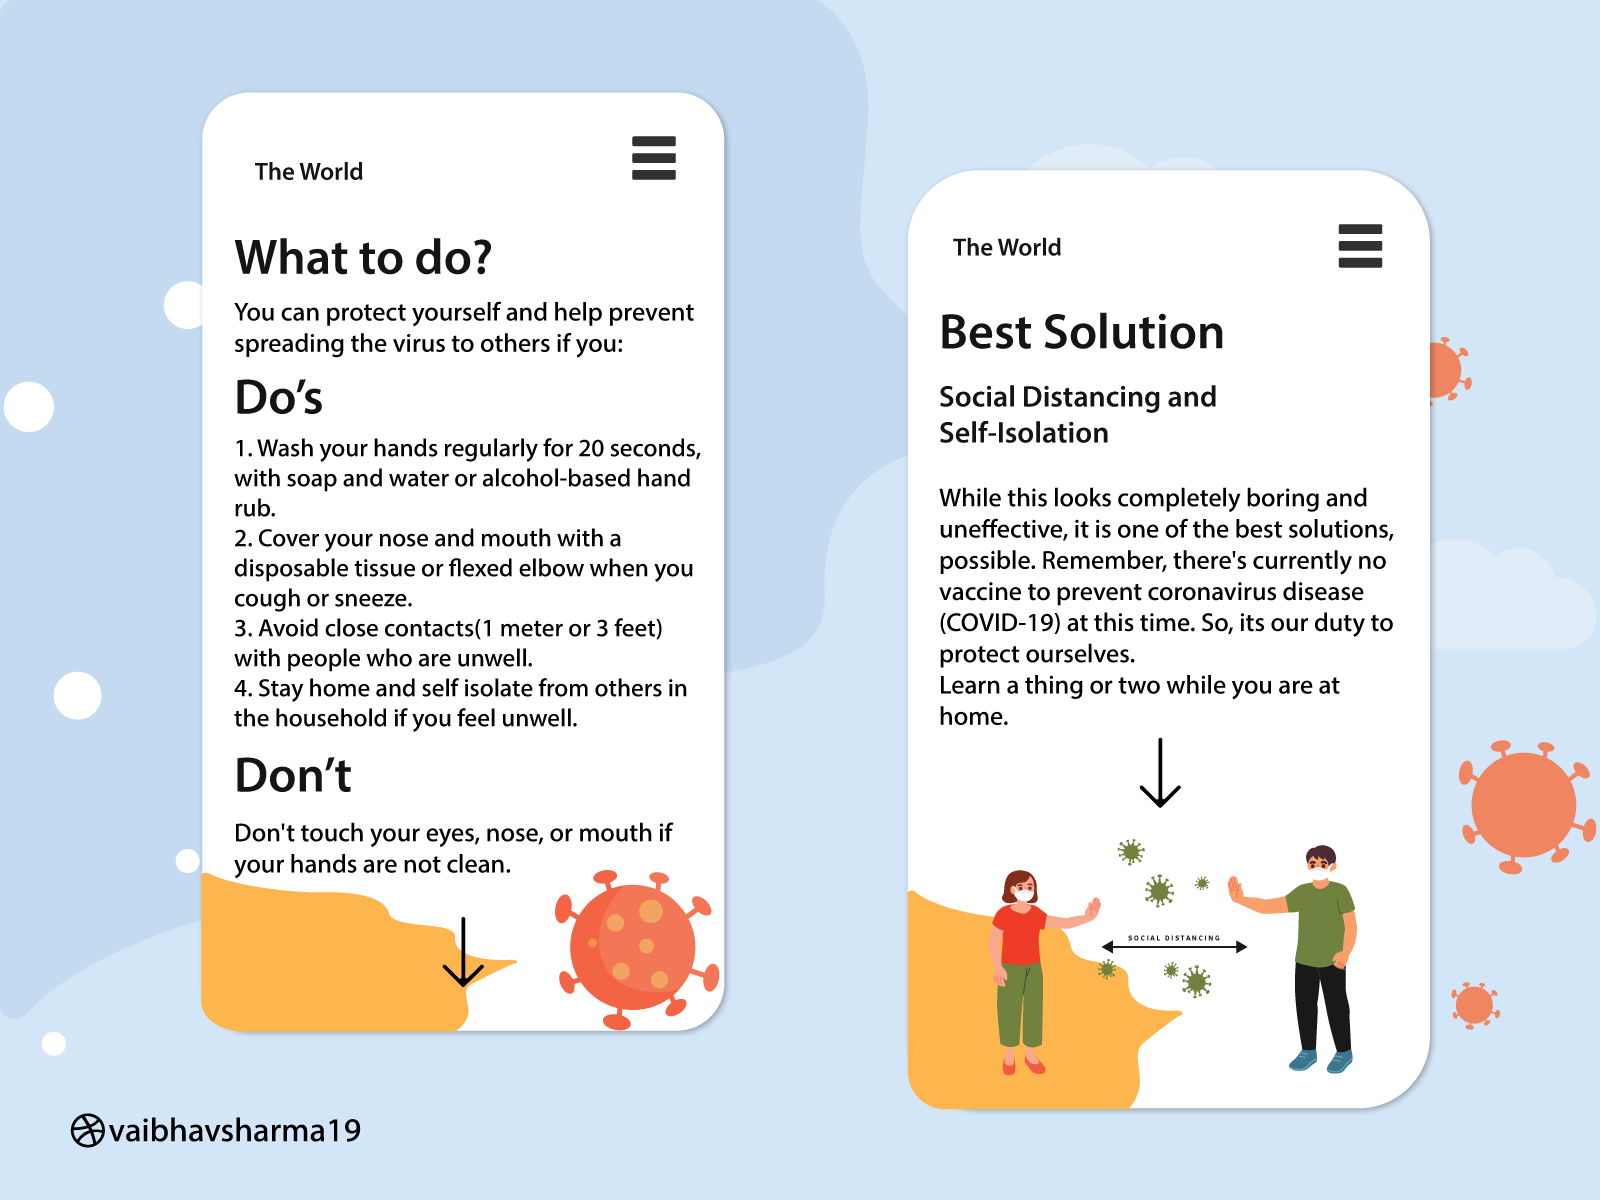 The World
What to do?
You can protect yourself and help prevent
spreading the virus to others if you:
Do’s
1. Wash your hands regularly for 20 seconds,
with soap and water or alcohol-based hand
rub.
2. Cover your nose and mouth with a
disposable tissue or flexed elbow when you
cough or sneeze.
3. Avoid close contacts(1 meter or 3 feet)
with people who are unwell.
4. Stay home and self isolate from others in
the household if you feel unwell.
Don’t
Don't touch your eyes, nose, or mouth if
your hands are not clean.
The World
Best Solution
Social Distancing and
Self-Isolation
While this looks completely boring and
uneffective, it is one of the best solutions,
possible. Remember, there's currently no
vaccine to prevent coronavirus disease
(COVID-19) at this time. So, its our duty to
protect ourselves.
Learn a thing or two while you are at
home.
SOCIAL DISTANCING
vaibhavsharma19